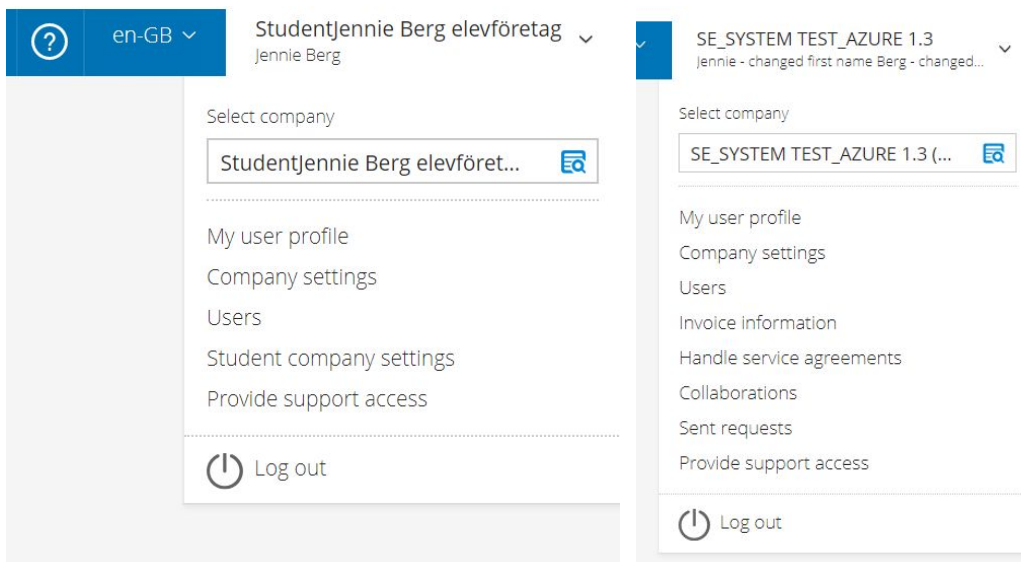 ?
en-GB
StudentJennie Berg elevföretag
Jennie Berg
Select company
StudentJennie Berg elevföret...
My user profile
Company settings
Users
Student company settings
Provide support access
Log out
SE_SYSTEM TEST_AZURE 1.3
Jennie - changed first name Berg - changed...
Select company
SE_SYSTEM TEST_AZURE 1.3 (...
My user profile
Company settings
Users
Invoice information
Handle service agreements
Collaborations
Sent requests
Provide support access
Log out